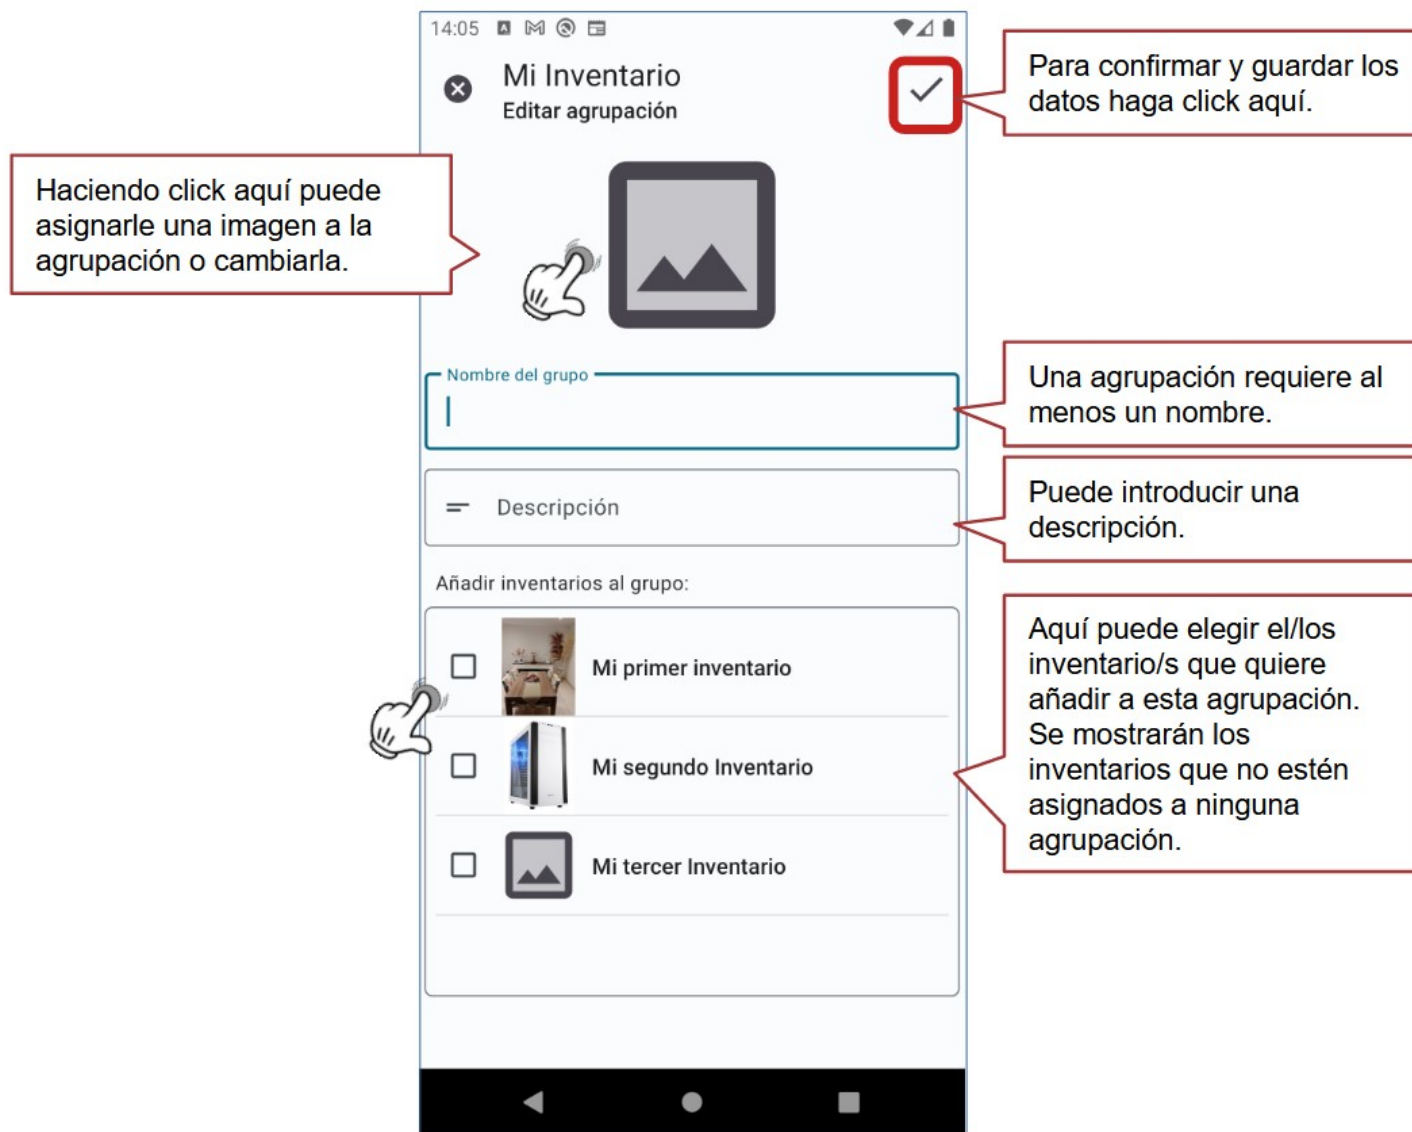 14:05
Mi Inventario
Editar agrupación
Para confirmar y guardar los
datos haga click aquí.
Haciendo click aquí puede
asignarle una imagen a la
agrupación o cambiarla.
Nombre del grupo
Una agrupación requiere al
menos un nombre.
Descripción
Puede introducir una
descripción.
Añadir inventarios al grupo:
Mi primer inventario
Mi segundo Inventario
Mi tercer Inventario
Aquí puede elegir el/los
inventario/s que quiere
añadir a esta agrupación.
Se mostrarán los
inventarios que no estén
asignados a ninguna
agrupación.